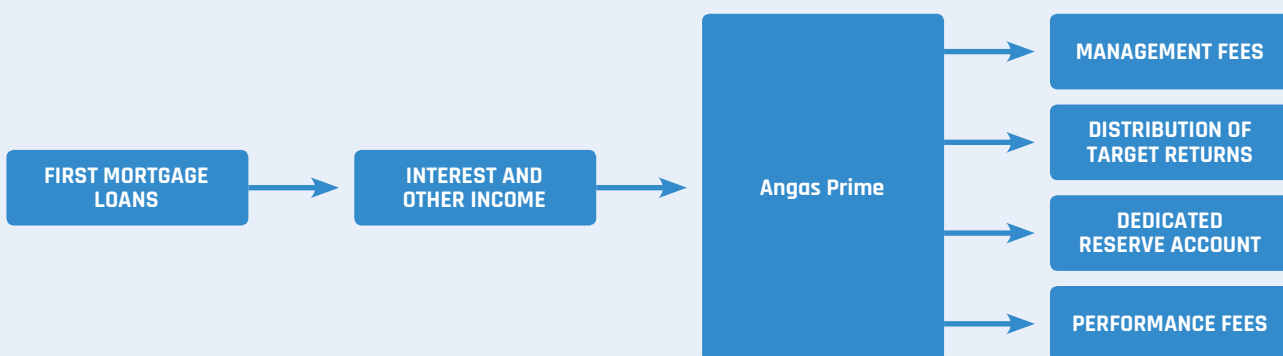 FIRST MORTGAGE
LOANS
INTEREST AND
OTHER INCOME
Angas Prime
MANAGEMENT FEES
DISTRIBUTION OF
TARGET RETURNS
DEDICATED
RESERVE ACCOUNT
PERFORMANCE FEES